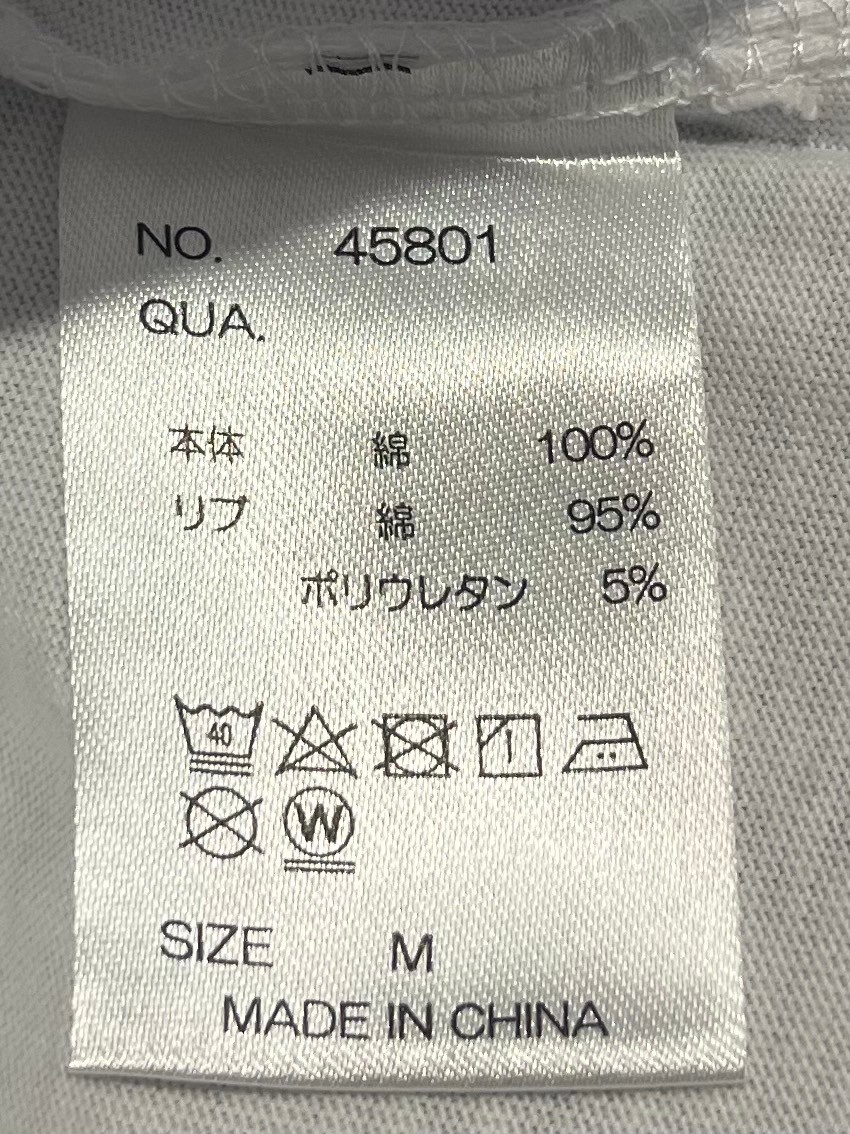 NO. 45801
QUA.
本体 綿 100%
リブ 綿 95%
ポリウレタン 5%
40
W
SIZE M
MADE IN CHINA